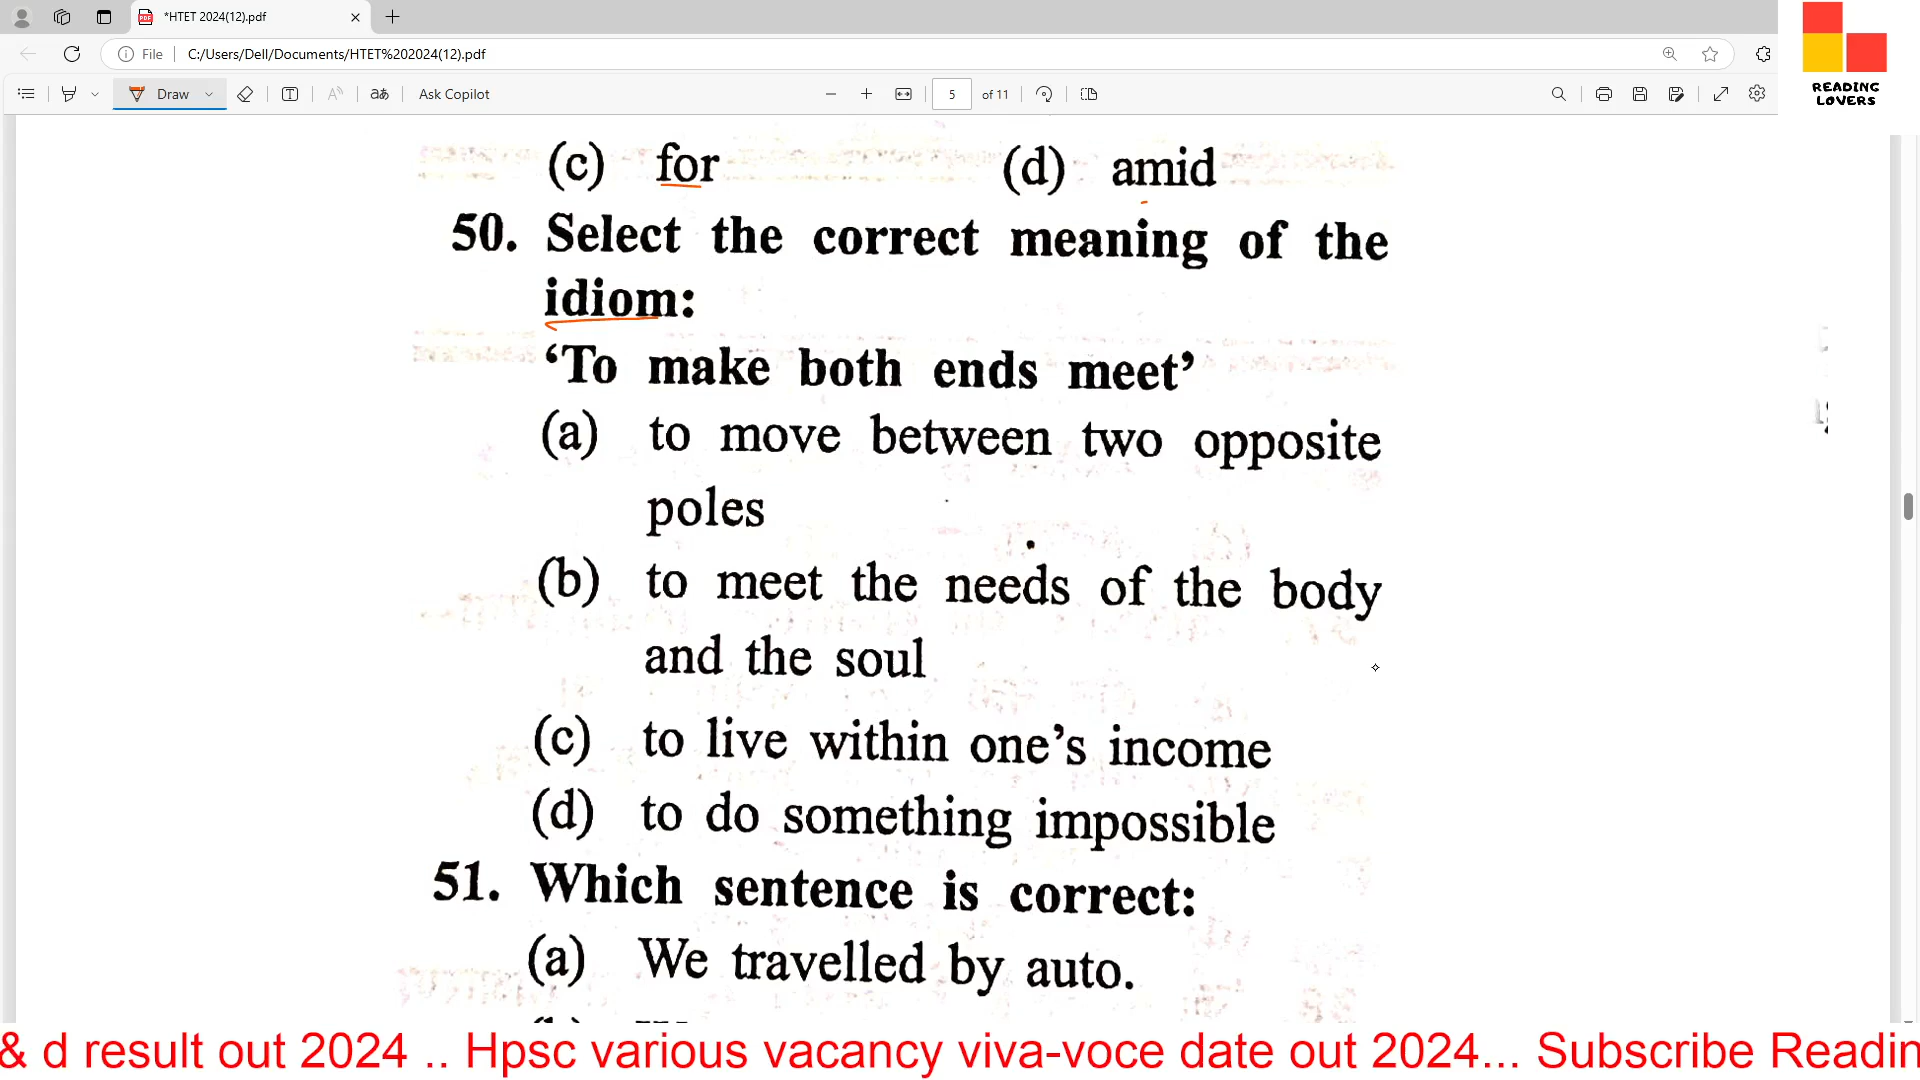 *HTET 2024(12).pdf
File C:/Users/Dell/Documents/HTET%202024(12).pdf
Draw Ask Copilot 5 of 11
READING
LOVERS
(c) for (d) amid
50. Select the correct meaning of the
idiom:
‘To make both ends meet’
(a) to move between two opposite
poles
(b) to meet the needs of the body
and the soul
(c) to live within one’s income
(d) to do something impossible
51. Which sentence is correct:
(a) We travelled by auto.
& d result out 2024 .. Hpsc various vacancy viva-voce date out 2024... Subscribe Readin